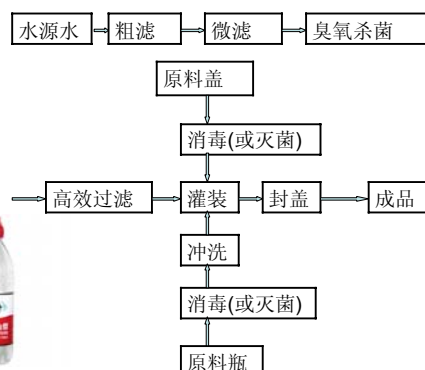 水源水
粗滤
微滤
臭氧杀菌
原料盖
消毒(或灭菌)
高效过滤
灌装
封盖
成品
冲洗
消毒(或灭菌)
原料瓶